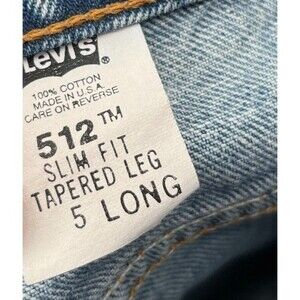 Levi's
100% COTTON
MADE IN U.S.A.
CARE ON REVERSE
512™
SLIM FIT
TAPERED LEG
5 LONG